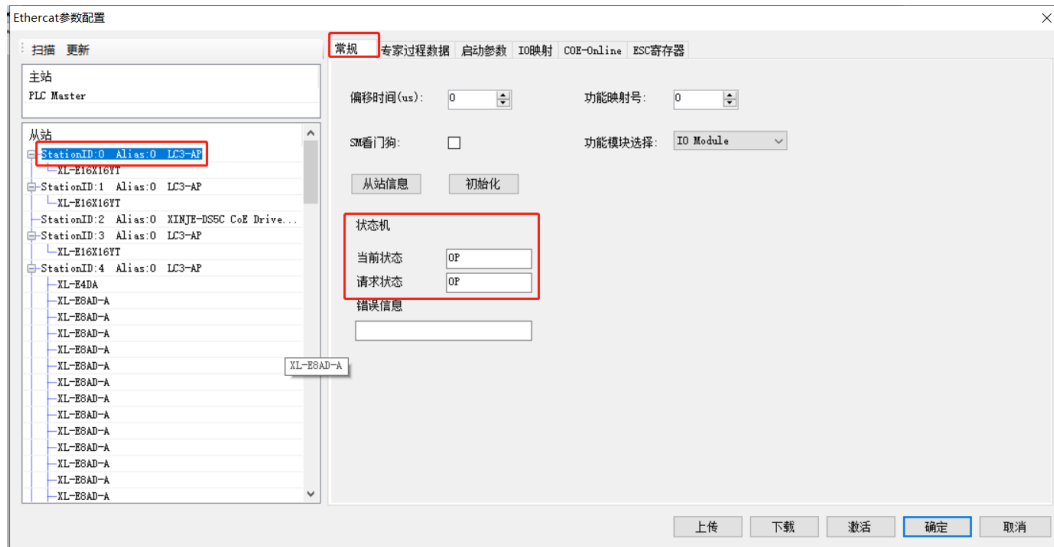 Ethercat参数配置
扫描 更新
主站
PLC Master
从站
StationID:0 Alias:0 LC3-AP
XL-E16X16YT
StationID:1 Alias:0 LC3-AP
XL-E16X16YT
StationID:2 Alias:0 XINJE-DS5C CoE Drive...
StationID:3 Alias:0 LC3-AP
XL-E16X16YT
StationID:4 Alias:0 LC3-AP
XL-E4DA
XL-E8AD-A
XL-E8AD-A
XL-E8AD-A
XL-E8AD-A
XL-E8AD-A
XL-E8AD-A
XL-E8AD-A
XL-E8AD-A
XL-E8AD-A
XL-E8AD-A
XL-E8AD-A
XL-E8AD-A
XL-E8AD-A
XL-E8AD-A
常规 专家过程数据 启动参数 IO映射 COE-Online ESC寄存器
偏移时间(us): 0 功能映射号: 0
SM看门狗: 功能模块选择: IO Module
从站信息 初始化
状态机
当前状态 OP
请求状态 OP
错误信息
上传 下载 激活 确定 取消